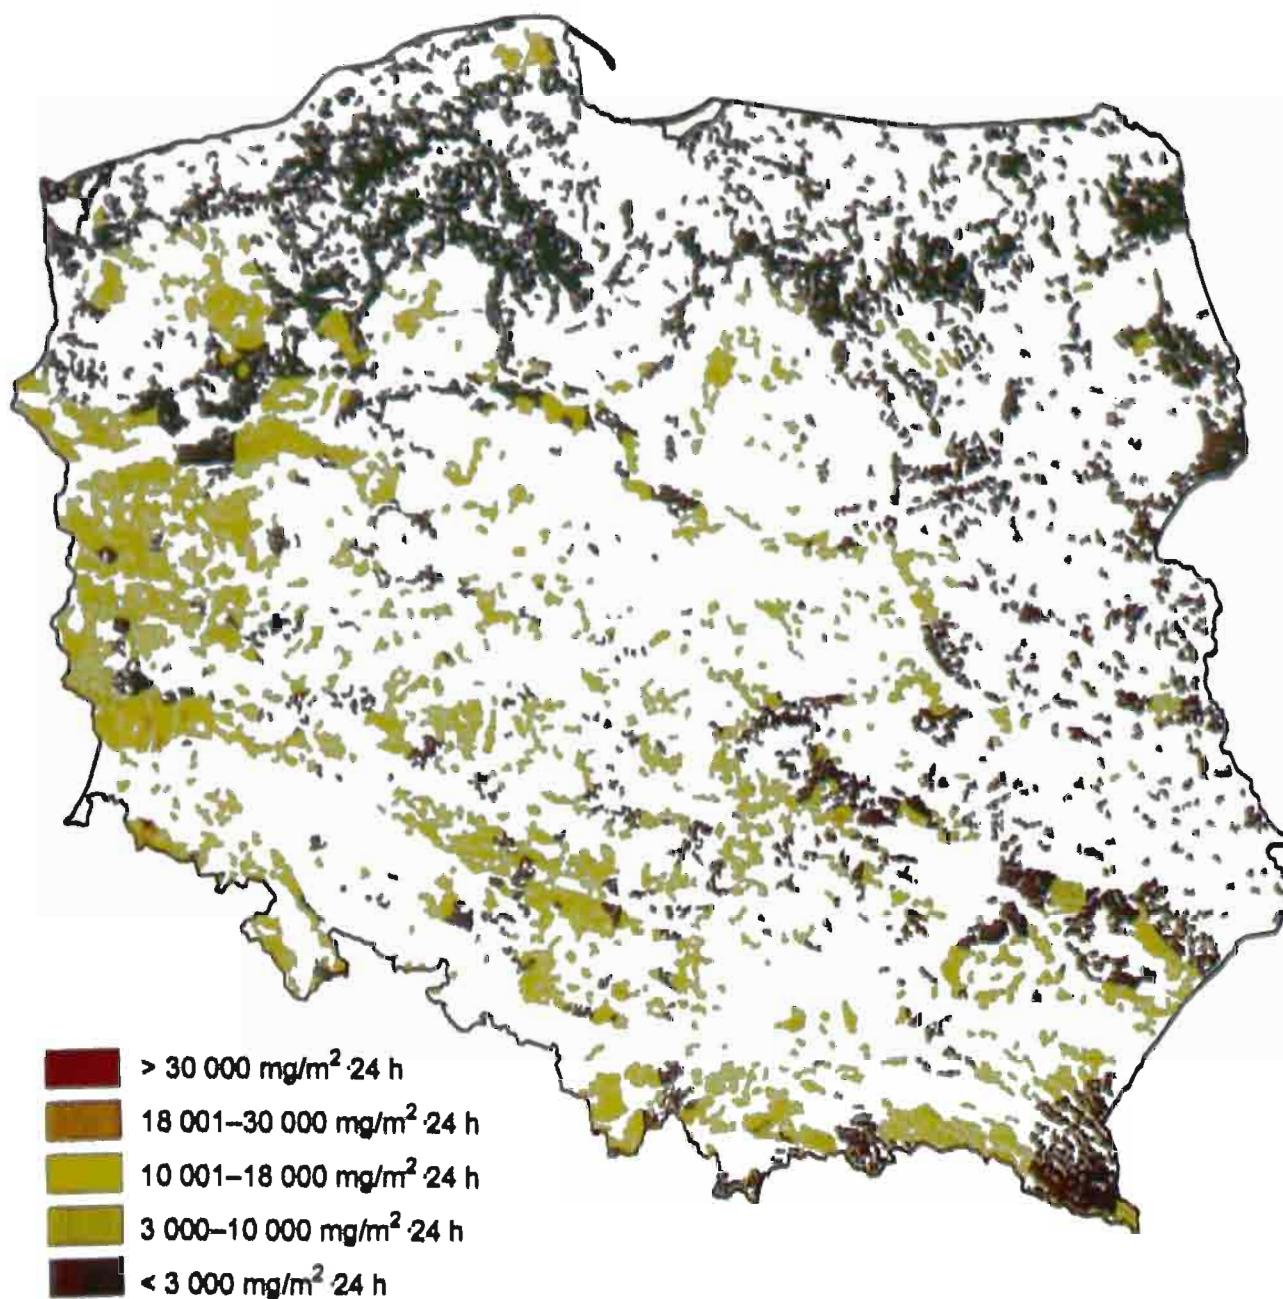 > 30 000 mg/m²·24 h
18 001–30 000 mg/m²·24 h
10 001–18 000 mg/m²·24 h
3 000–10 000 mg/m²·24 h
< 3 000 mg/m²·24 h